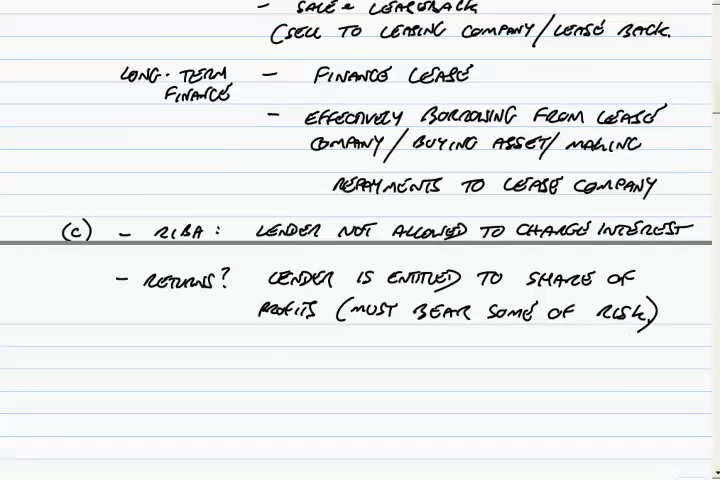 - SALE & LEASEBACK
(SELL TO LEASING COMPANY/LEASE BACK.
LONG-TERM - FINANCE LEASE
FINANCE
- EFFECTIVELY BORROWING FROM LEASE
COMPANY/BUYING ASSET/MAKING
REPAYMENTS TO LEASE COMPANY
(C) - RIBA: LENDER NOT ALLOWED TO CHARGE INTEREST
- RETURNS? LENDER IS ENTITLED TO SHARE OF
PROFITS (MUST BEAR SOME OF RISK)